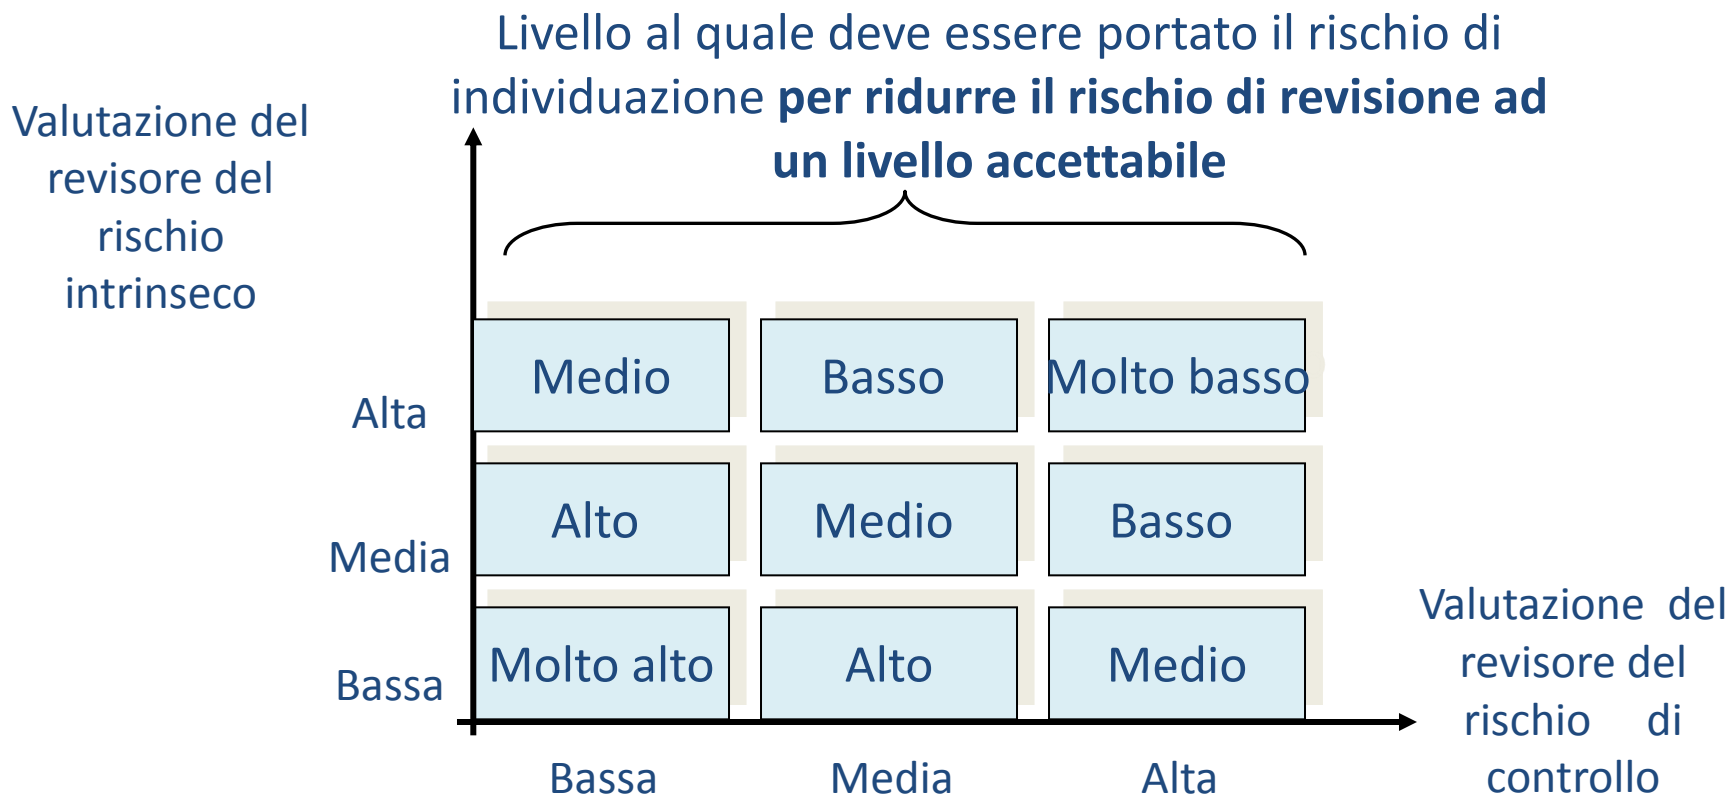 Livello al quale deve essere portato il rischio di
individuazione per ridurre il rischio di revisione ad
un livello accettabile
Valutazione del
revisore del
rischio
intrinseco
Alta
Medio
Basso
Molto basso
Media
Alto
Medio
Basso
Bassa
Molto alto
Alto
Medio
Bassa
Media
Alta
Valutazione del
revisore del
rischio di
controllo